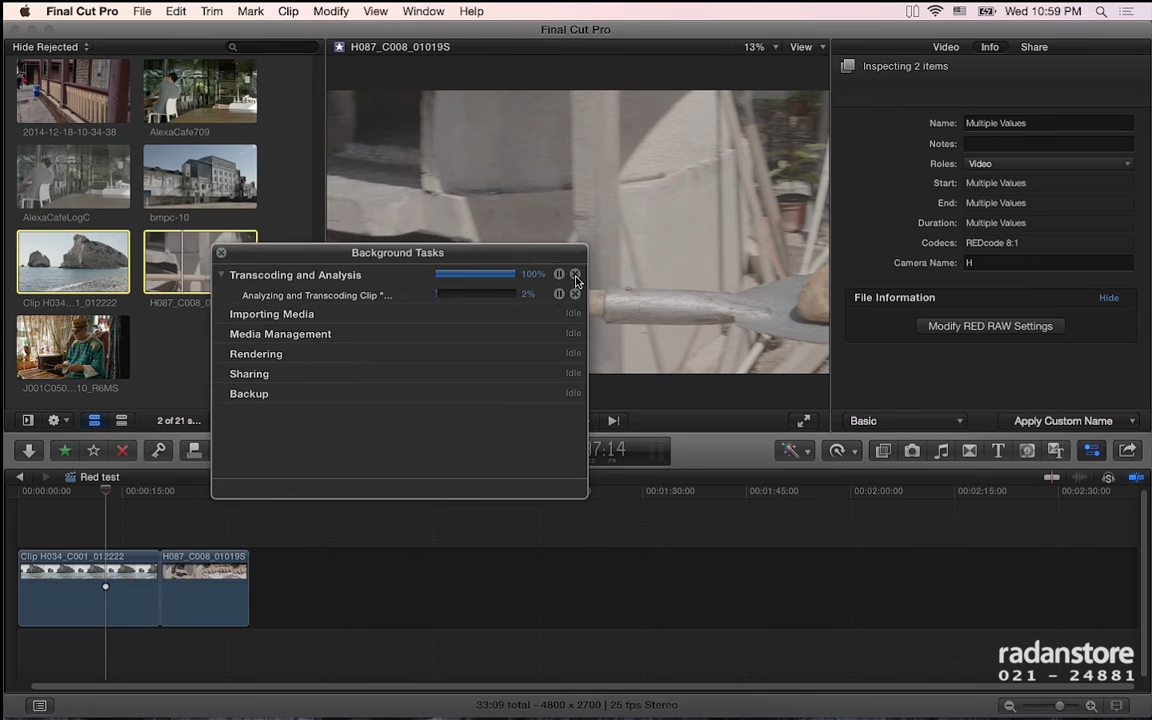 Final Cut Pro File Edit Trim Mark Clip Modify View Window Help Wed 10:59 PM
Final Cut Pro
Hide Rejected
H087_C008_01019S 13% View
Video Info Share
Inspecting 2 items
2014-12-18-10-34-38 AlexaCafe709
AlexaCafeLogC bmpc-10
Clip H034...1_012222 H087_C008_0
J001C050..._R6MS
Name: Multiple Values
Notes:
Roles: Video
Start: Multiple Values
End: Multiple Values
Duration: Multiple Values
Codecs: REDcode 8:1
Camera Name: H
File Information Hide
Modify RED RAW Settings
Background Tasks
Transcoding and Analysis 100%
Analyzing and Transcoding Clip "... 2%
Importing Media Idle
Media Management Idle
Rendering Idle
Sharing Idle
Backup Idle
2 of 21 s...
Basic Apply Custom Name
07:14
Red test
00:00:00:00 00:00:15:00 00:01:30:00 00:01:45:00 00:02:00:00 00:02:15:00 00:02:30:00
Clip H034_C001_012222 H087_C008_01019S
radanstore
021 - 24881
33:09 total - 4800 x 2700 | 25 fps Stereo